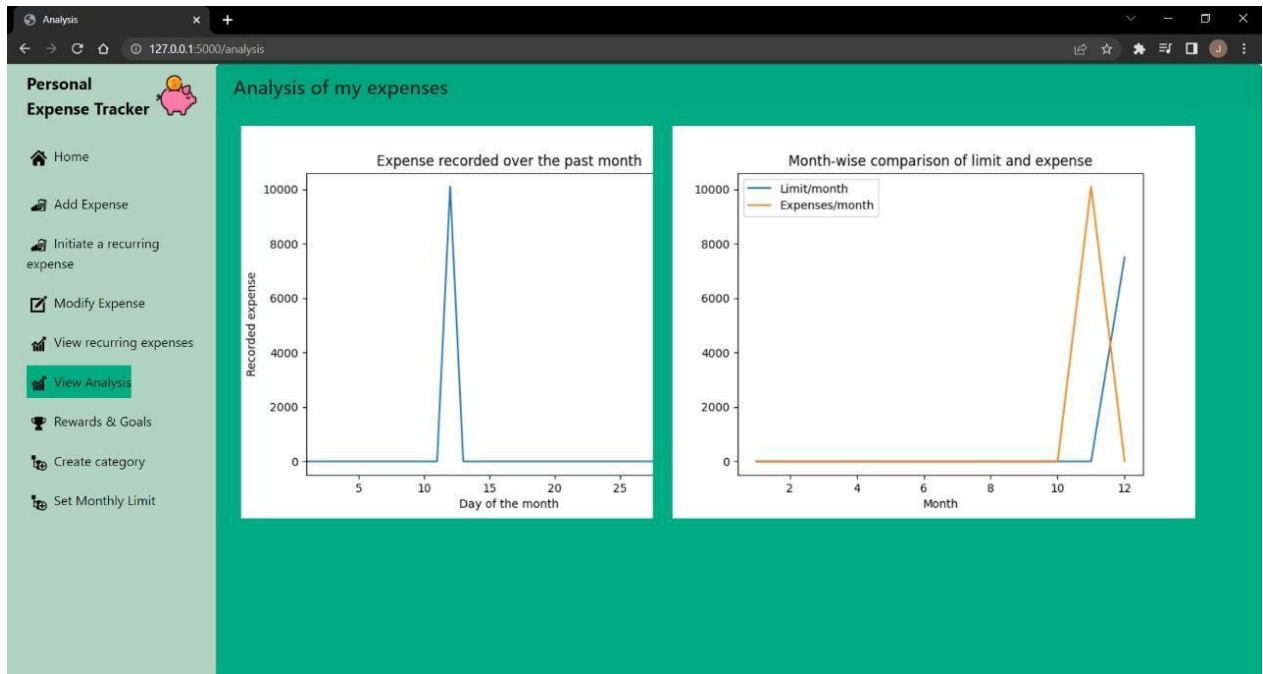 Analysis
127.0.0.1:5000/analysis
J
Personal
Expense Tracker
Home
Add Expense
Initiate a recurring
expense
Modify Expense
View recurring expenses
View Analysis
Rewards & Goals
Create category
Set Monthly Limit
Analysis of my expenses
Expense recorded over the past month
Recorded expense
10000
8000
6000
4000
2000
0
5 10 15 20 25
Day of the month
Month-wise comparison of limit and expense
Limit/month
Expenses/month
10000
8000
6000
4000
2000
0
2 4 6 8 10 12
Month